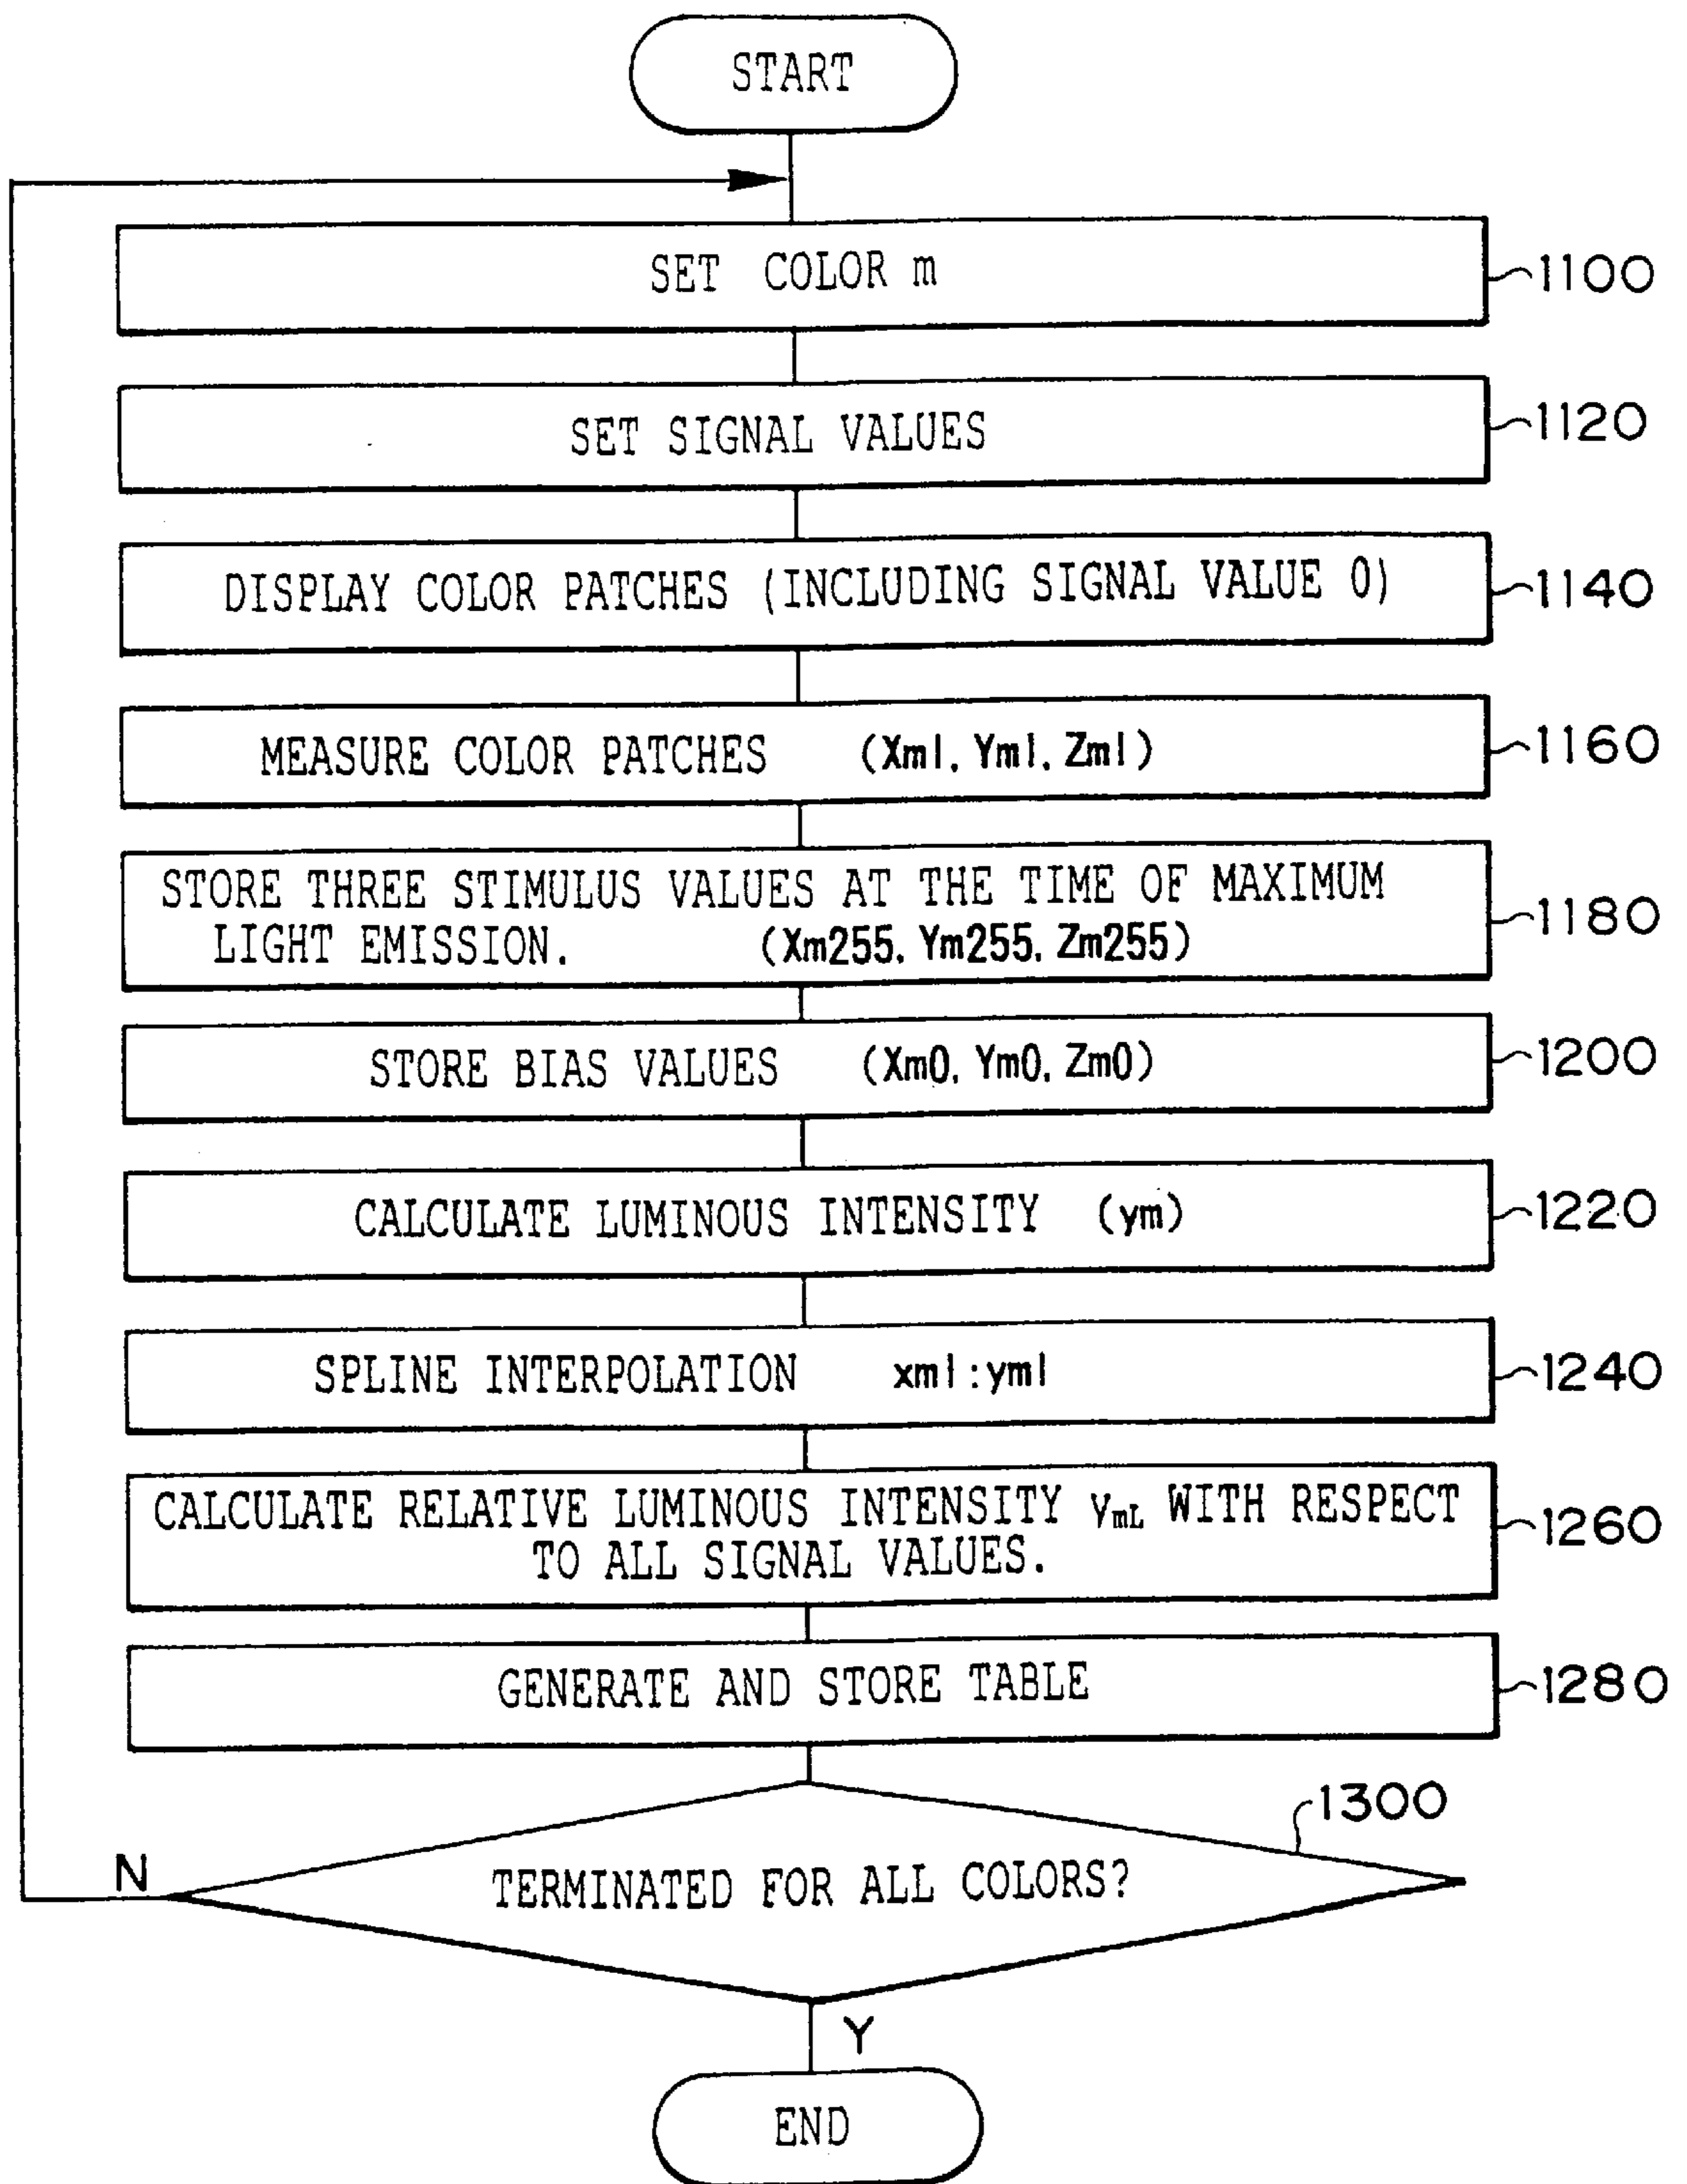 START
SET COLOR m
1100
SET SIGNAL VALUES
1120
DISPLAY COLOR PATCHES (INCLUDING SIGNAL VALUE 0)
1140
MEASURE COLOR PATCHES (Xml, Yml, Zml)
1160
STORE THREE STIMULUS VALUES AT THE TIME OF MAXIMUM
LIGHT EMISSION. (Xm255, Ym255, Zm255)
1180
STORE BIAS VALUES (Xm0, Ym0, Zm0)
1200
CALCULATE LUMINOUS INTENSITY (ym)
1220
SPLINE INTERPOLATION xml:yml
1240
CALCULATE RELATIVE LUMINOUS INTENSITY ymL WITH RESPECT
TO ALL SIGNAL VALUES.
1260
GENERATE AND STORE TABLE
1280
1300
N
TERMINATED FOR ALL COLORS?
Y
END